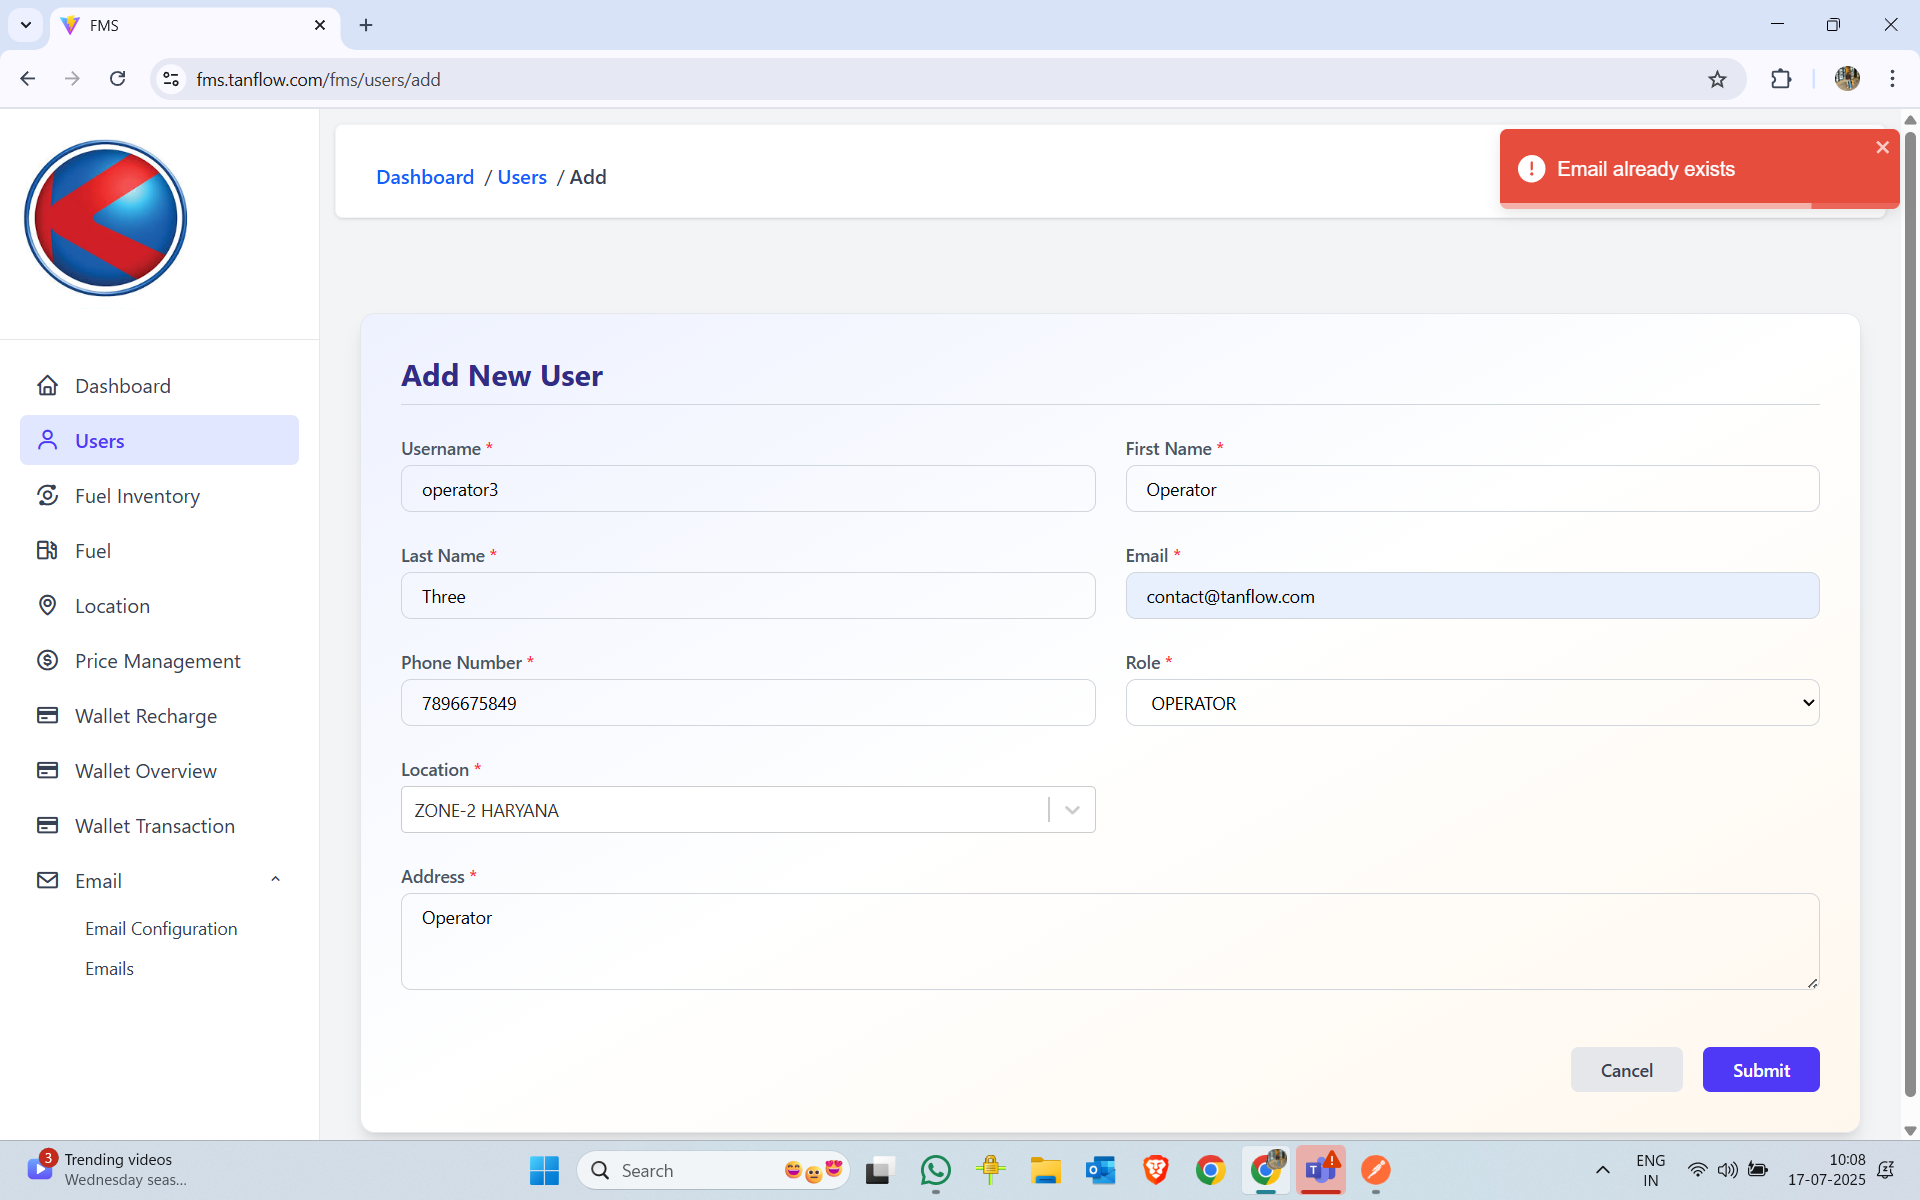 FMS
fms.tanflow.com/fms/users/add
Dashboard / Users / Add
Email already exists
Dashboard
Users
Fuel Inventory
Fuel
Location
Price Management
Wallet Recharge
Wallet Overview
Wallet Transaction
Email
Email Configuration
Emails
Add New User
Username *
operator3
First Name *
Operator
Last Name *
Three
Email *
contact@tanflow.com
Phone Number *
7896675849
Role *
OPERATOR
Location *
ZONE-2 HARYANA
Address *
Operator
Cancel
Submit
3
Trending videos
Wednesday seas...
Search
ENG
IN
10:08
17-07-2025